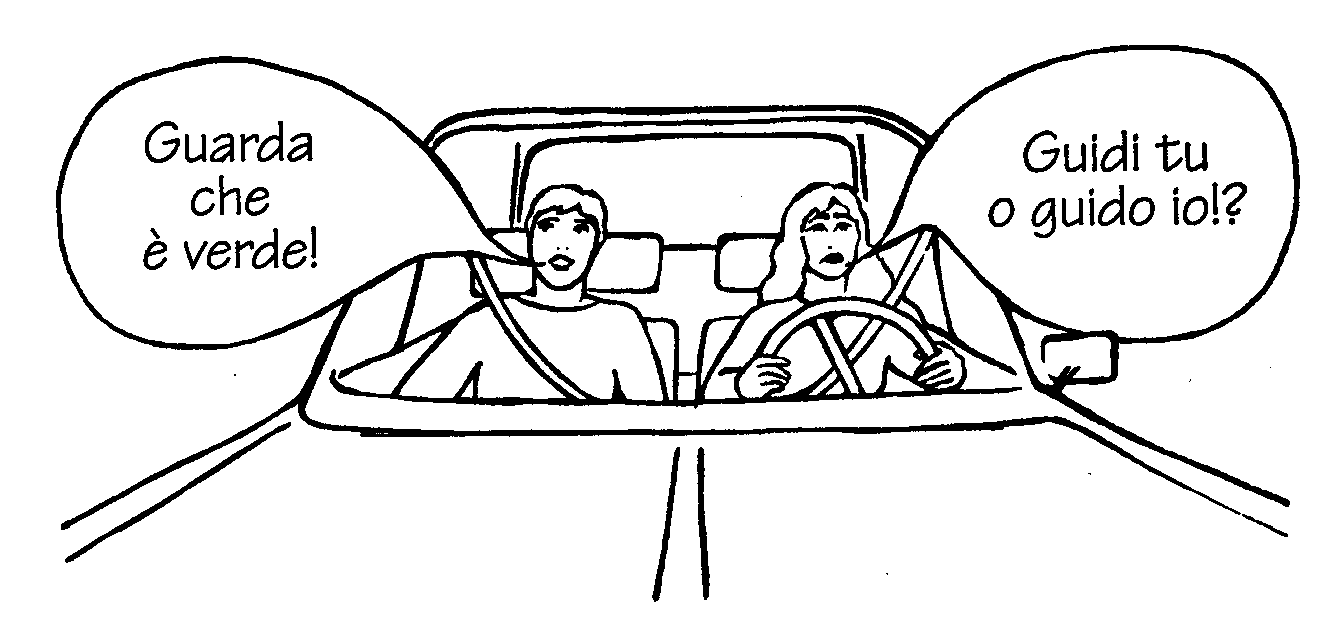 Guarda
che
è verde!
Guidi tu
o guido io!?